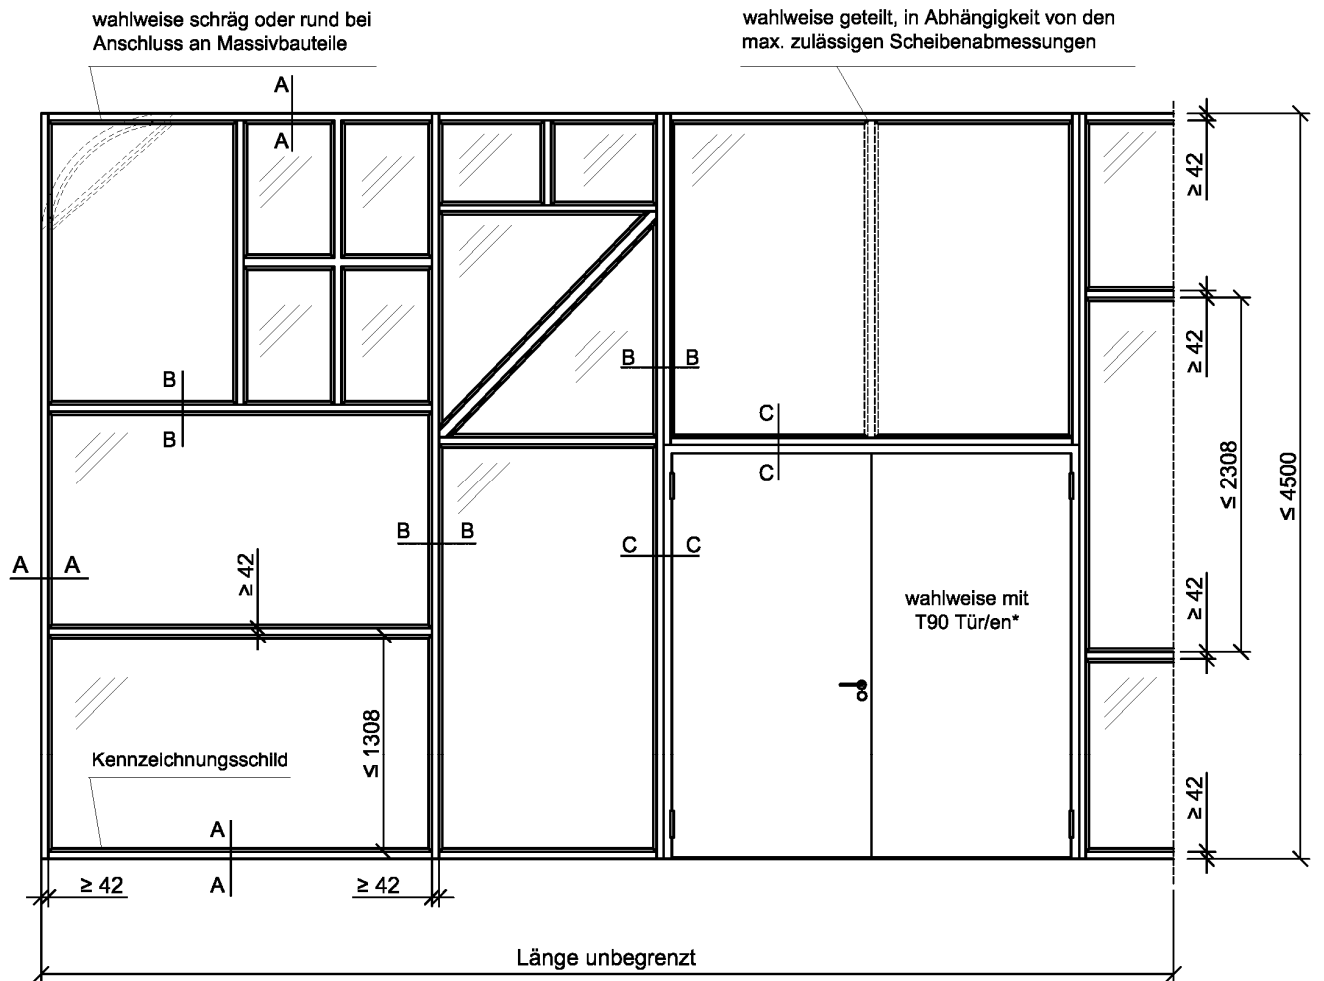 wahlweise schräg oder rund bei
Anschluss an Massivbauteile
wahlweise geteilt, in Abhängigkeit von den
max. zulässigen Scheibenabmessungen
A
A
≥ 42
B
B
B B
≥ 42
C
C
≤ 2308
≤ 4500
B B
C C
A A
≥ 42
≥ 42
wahlweise mit
T90 Tür/en*
≤ 1308
Kennzeichnungsschild
≥ 42
A
A
≥ 42
≥ 42
Länge unbegrenzt